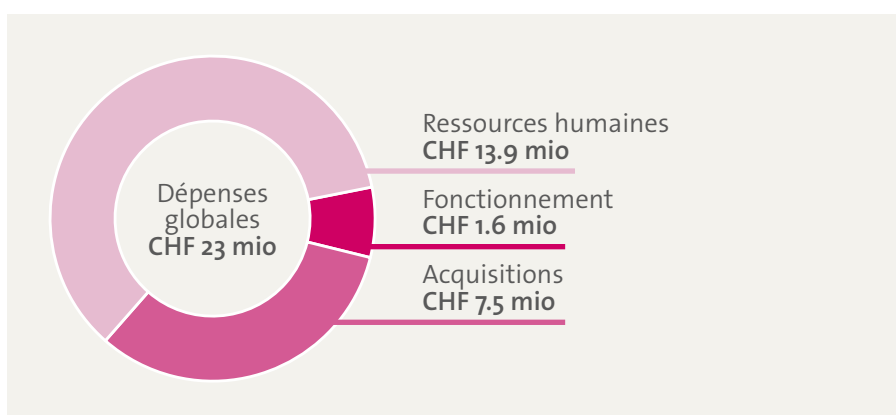 Dépenses
globales
CHF 23 mio
Ressources humaines
CHF 13.9 mio
Fonctionnement
CHF 1.6 mio
Acquisitions
CHF 7.5 mio